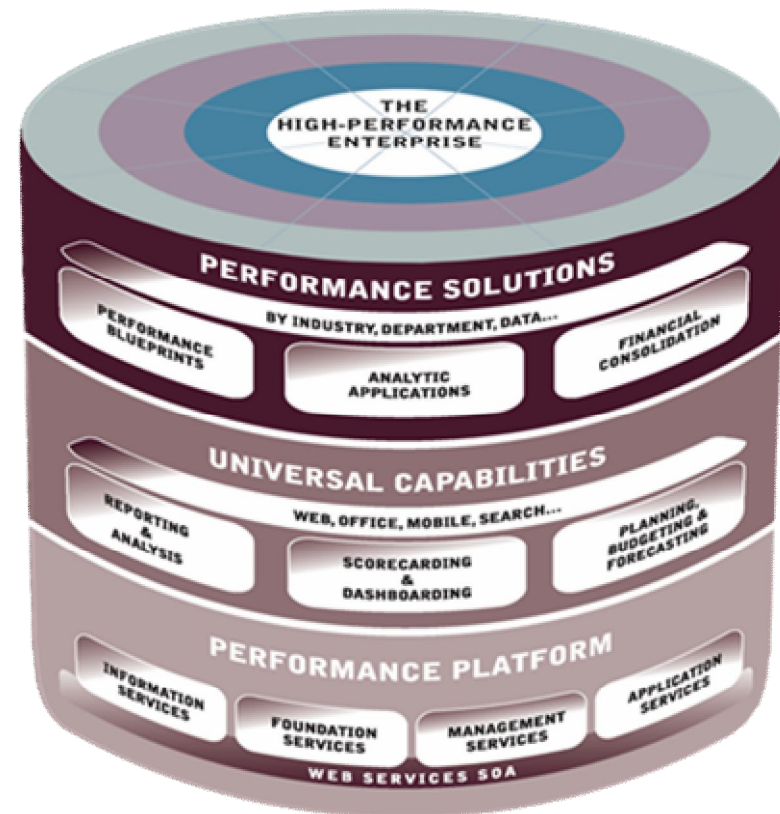 THE
HIGH-PERFORMANCE
ENTERPRISE
PERFORMANCE SOLUTIONS
BY INDUSTRY, DEPARTMENT, DATA...
PERFORMANCE
BLUEPRINTS
ANALYTIC
APPLICATIONS
FINANCIAL
CONSOLIDATION
UNIVERSAL CAPABILITIES
WEB, OFFICE, MOBILE, SEARCH...
REPORTING
&
ANALYSIS
SCORECARDING
&
DASHBOARDING
PLANNING,
BUDGETING &
FORECASTING
PERFORMANCE PLATFORM
INFORMATION
SERVICES
FOUNDATION
SERVICES
MANAGEMENT
SERVICES
APPLICATION
SERVICES
WEB SERVICES SOA